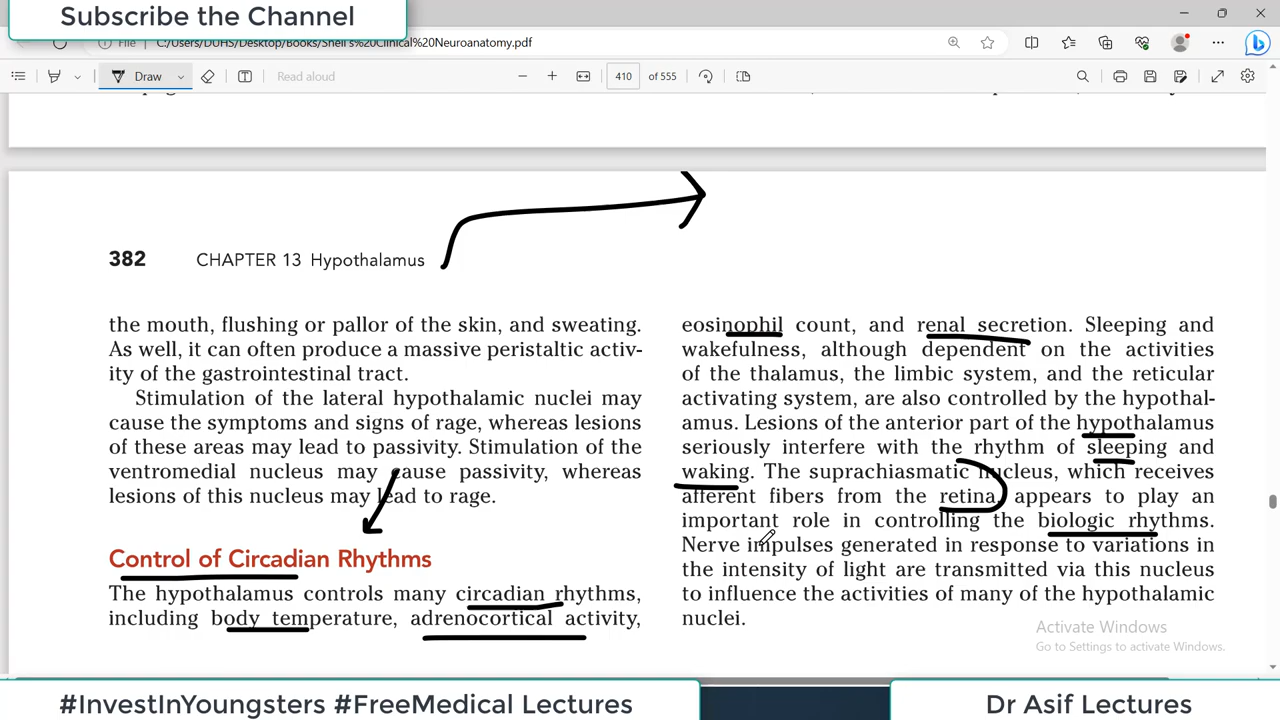 Subscribe the Channel
File
C:/Users/DUHS/Desktop/Books/Snell's%20Clinical%20Neuroanatomy.pdf
Draw
Read aloud
410
of 555
382 CHAPTER 13 Hypothalamus
the mouth, flushing or pallor of the skin, and sweating.
As well, it can often produce a massive peristaltic activ-
ity of the gastrointestinal tract.
Stimulation of the lateral hypothalamic nuclei may
cause the symptoms and signs of rage, whereas lesions
of these areas may lead to passivity. Stimulation of the
ventromedial nucleus may cause passivity, whereas
lesions of this nucleus may lead to rage.
Control of Circadian Rhythms
The hypothalamus controls many circadian rhythms,
including body temperature, adrenocortical activity,
eosinophil count, and renal secretion. Sleeping and
wakefulness, although dependent on the activities
of the thalamus, the limbic system, and the reticular
activating system, are also controlled by the hypothal-
amus. Lesions of the anterior part of the hypothalamus
seriously interfere with the rhythm of sleeping and
waking. The suprachiasmatic nucleus, which receives
afferent fibers from the retina, appears to play an
important role in controlling the biologic rhythms.
Nerve impulses generated in response to variations in
the intensity of light are transmitted via this nucleus
to influence the activities of many of the hypothalamic
nuclei.
Activate Windows
Go to Settings to activate Windows.
#InvestInYoungsters #FreeMedical Lectures
Dr Asif Lectures